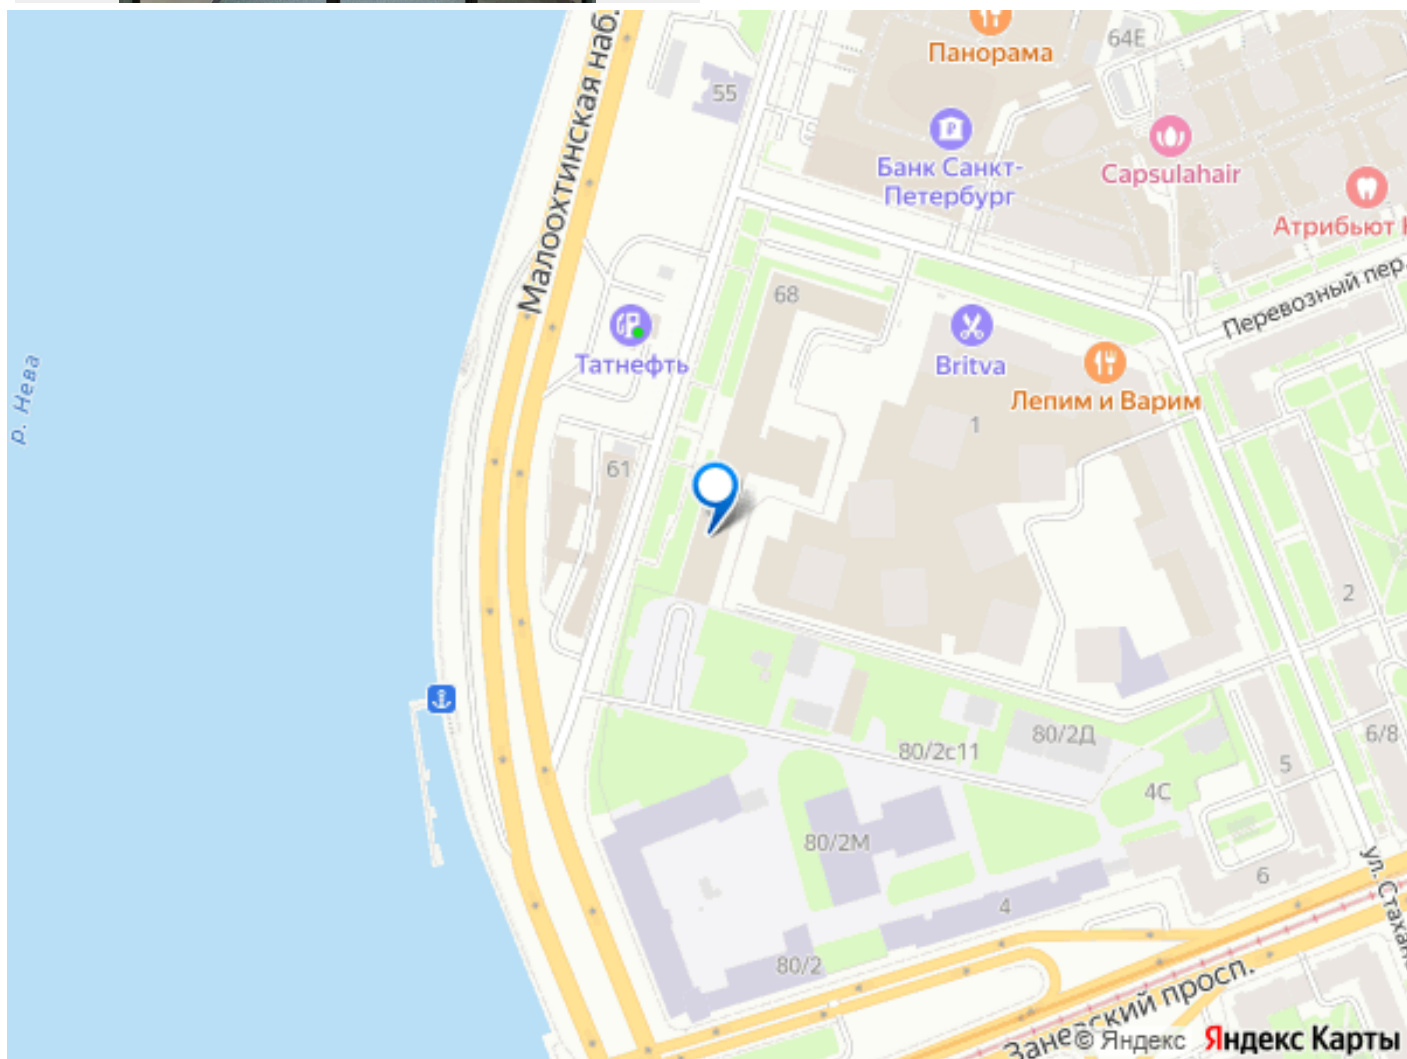 Малоохтинская наб.
55
Панорама
64Е
Банк Санкт-
Петербург
Capsulahair
Атрибьют
Перевозный пер.
68
Татнефть
Britva
Лепим и Варим
1
р. Нева
61
2
80/2с11
80/2Д
6/8
5
4С
80/2М
6
4
80/2
ул. Стахан
Заневский просп.
© Яндекс Яндекс Карты